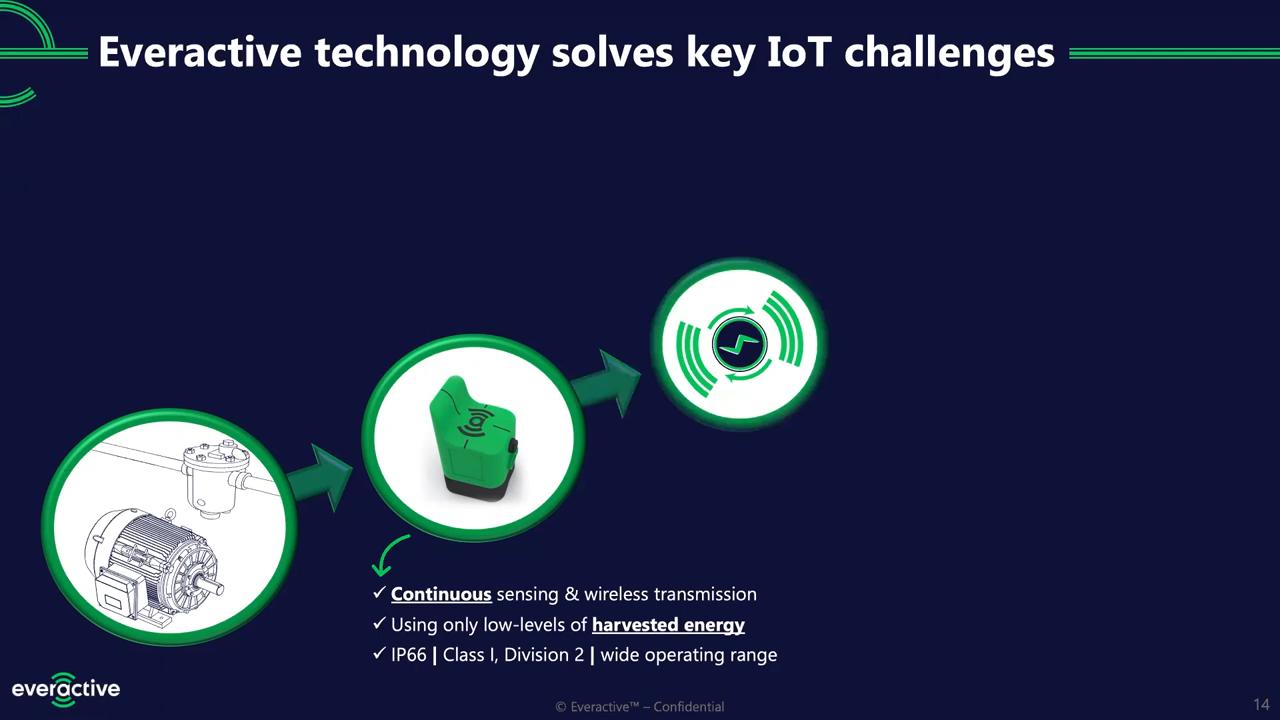 Everactive technology solves key IoT challenges
✓ Continuous sensing & wireless transmission
✓ Using only low-levels of harvested energy
✓ IP66 | Class I, Division 2 | wide operating range
everactive
© Everactive™ – Confidential
14